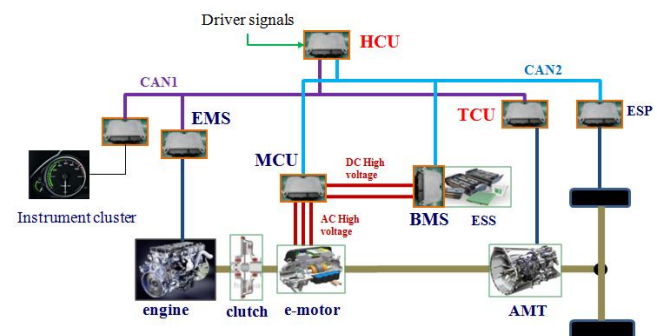 Driver signals
HCU
CAN1
CAN2
EMS
TCU
ESP
MCU
DC High
voltage
Instrument cluster
BMS
ESS
AC High
voltage
engine
clutch
e-motor
AMT